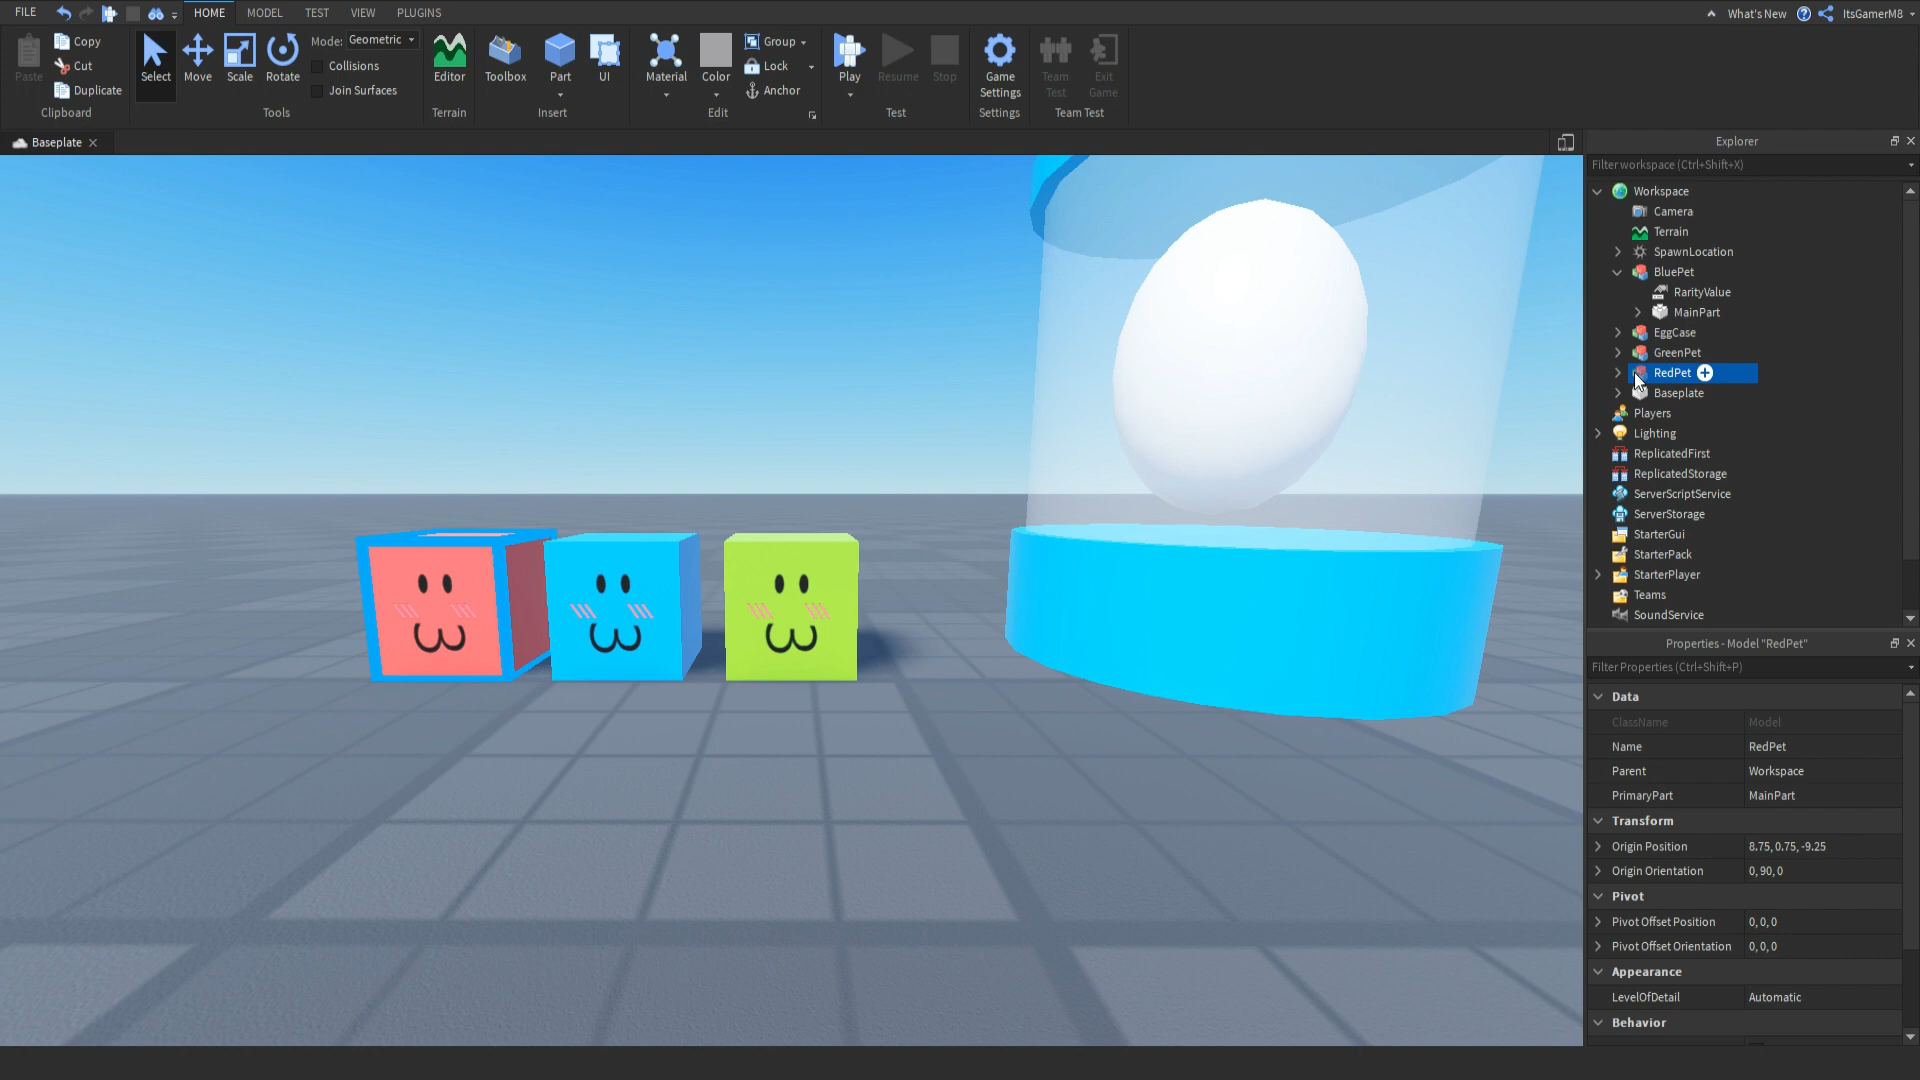 FILE HOME MODEL TEST VIEW PLUGINS What's New ItsGamerM8
Copy Mode: Geometric Group
Cut Collisions Lock
Paste Select Move Scale Rotate Editor Toolbox Part UI Material Color Play Resume Stop Game Settings Team Test Exit Game
Duplicate Join Surfaces Anchor
Clipboard Tools Terrain Insert Edit Test Settings Team Test
Baseplate
Explorer
Filter workspace (Ctrl+Shift+X)
Workspace
Camera
Terrain
SpawnLocation
BluePet
RarityValue
MainPart
EggCase
GreenPet
RedPet
Baseplate
Players
Lighting
ReplicatedFirst
ReplicatedStorage
ServerScriptService
ServerStorage
StarterGui
StarterPack
StarterPlayer
Teams
SoundService
Properties - Model "RedPet"
Filter Properties (Ctrl+Shift+P)
Data
ClassName Model
Name RedPet
Parent Workspace
PrimaryPart MainPart
Transform
Origin Position 8.75, 0.75, -9.25
Origin Orientation 0, 90, 0
Pivot
Pivot Offset Position 0, 0, 0
Pivot Offset Orientation 0, 0, 0
Appearance
LevelOfDetail Automatic
Behavior